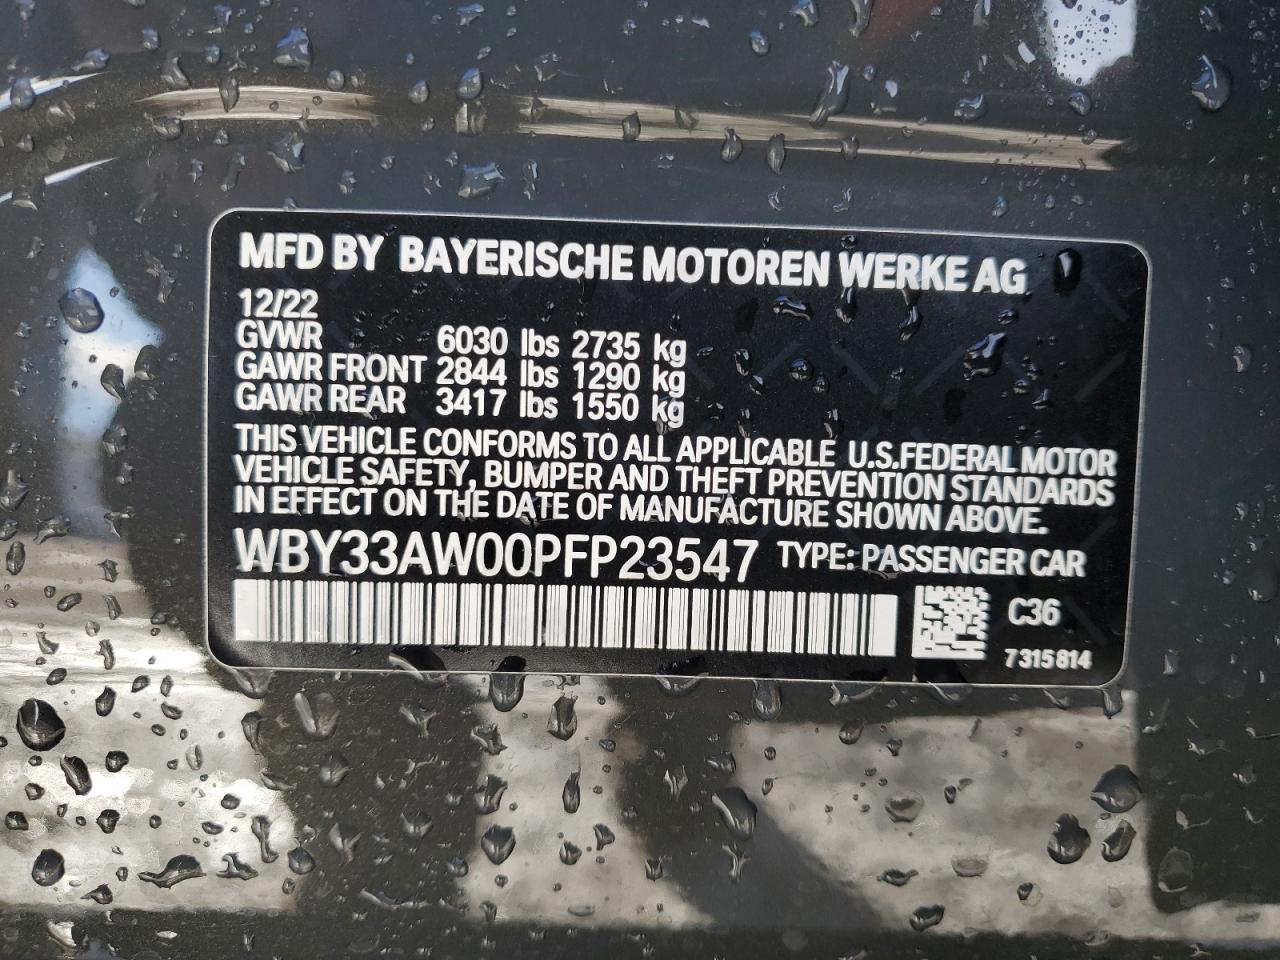 MFD BY BAYERISCHE MOTOREN WERKE AG
12/22
GVWR 6030 lbs 2735 kg
GAWR FRONT 2844 lbs 1290 kg
GAWR REAR 3417 lbs 1550 kg
THIS VEHICLE CONFORMS TO ALL APPLICABLE U.S.FEDERAL MOTOR
VEHICLE SAFETY, BUMPER AND THEFT PREVENTION STANDARDS
IN EFFECT ON THE DATE OF MANUFACTURE SHOWN ABOVE.
WBY33AW00PFP23547 TYPE: PASSENGER CAR
C36
7315814